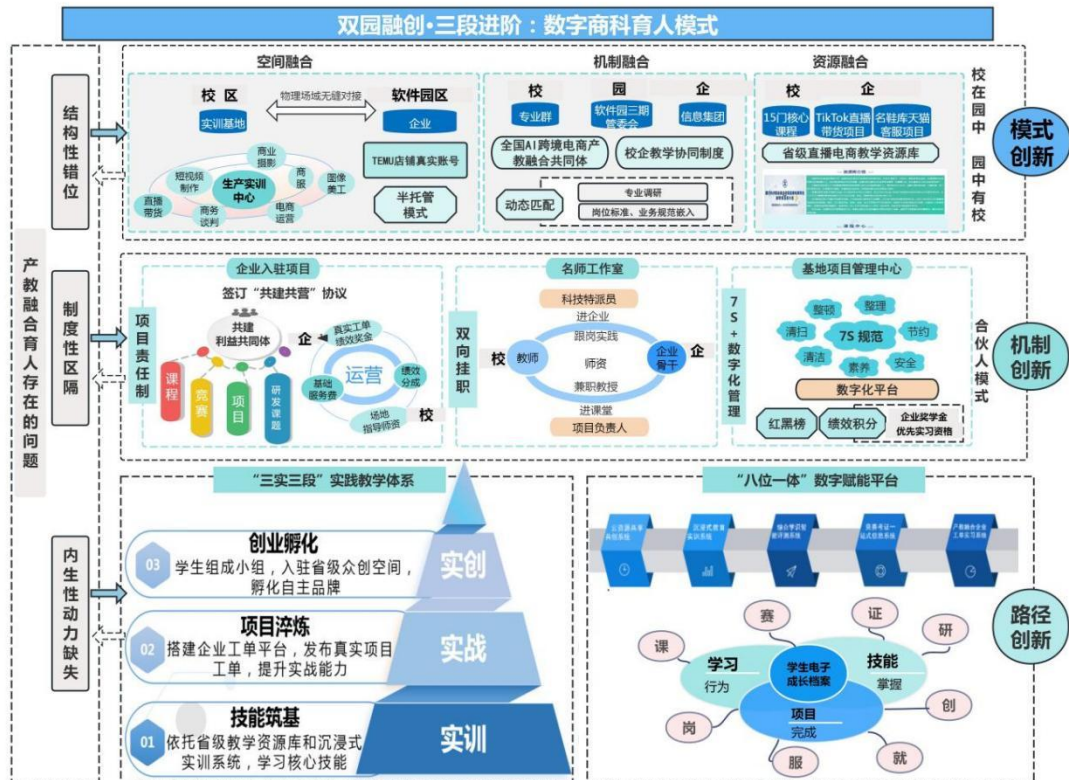 双园融创·三段进阶：数字商科育人模式
产教融合育人存在的问题
结构性错位
制度性区隔
内生性动力缺失
空间融合
校 区
物理场域无缝对接
软件园区
实训基地
企业
商业
摄影
短视频
制作
商
服
图像
美工
生产实训
中心
直播
带货
商务
谈判
电商
运营
TEMU店铺真实账号
半托管
模式
机制融合
校
园
企
专业群
软件园三期
管委会
信息集团
全国AI跨境电商产
教融合共同体
校企教学协同制度
动态匹配
专业调研
岗位标准、业务规范嵌入
资源融合
校
企
15门核心
课程
TikTok直播
带货项目
名鞋库天猫
客服项目
省级直播电商教学资源库
校在园中 园中有校
模式
创新
企业入驻项目
项目责任制
签订“共建共营”协议
共建
利益共同体
企
课程
竞赛
项目
研发课题
真实工单
绩效奖金
运营
绩效
分成
基础
服务费
场地
指导师资
校
名师工作室
双向挂职
科技特派员
进企业
跟岗实践
校
教师
师资
企业
骨干
企
兼职教授
进课堂
项目负责人
基地项目管理中心
7S+数字化管理
整顿
整理
清扫
7S 规范
节约
清洁
素养
安全
数字化平台
红黑榜
绩效积分
企业奖学金
优先实习资格
合伙人模式
机制
创新
“三实三段”实践教学体系
03
创业孵化
学生组成小组，入驻省级众创空间，
孵化自主品牌
实创
02
项目淬炼
搭建企业工单平台，发布真实项目
工单，提升实战能力
实战
01
技能筑基
依托省级教学资源库和沉浸式
实训系统，学习核心技能
实训
“八位一体”数字赋能平台
沉浸式教育
实训系统
产教融合企业
工单实习系统
赛
证
课
研
学习
行为
学生电子
成长档案
技能
掌握
项目
完成
岗
创
服
就
路径
创新